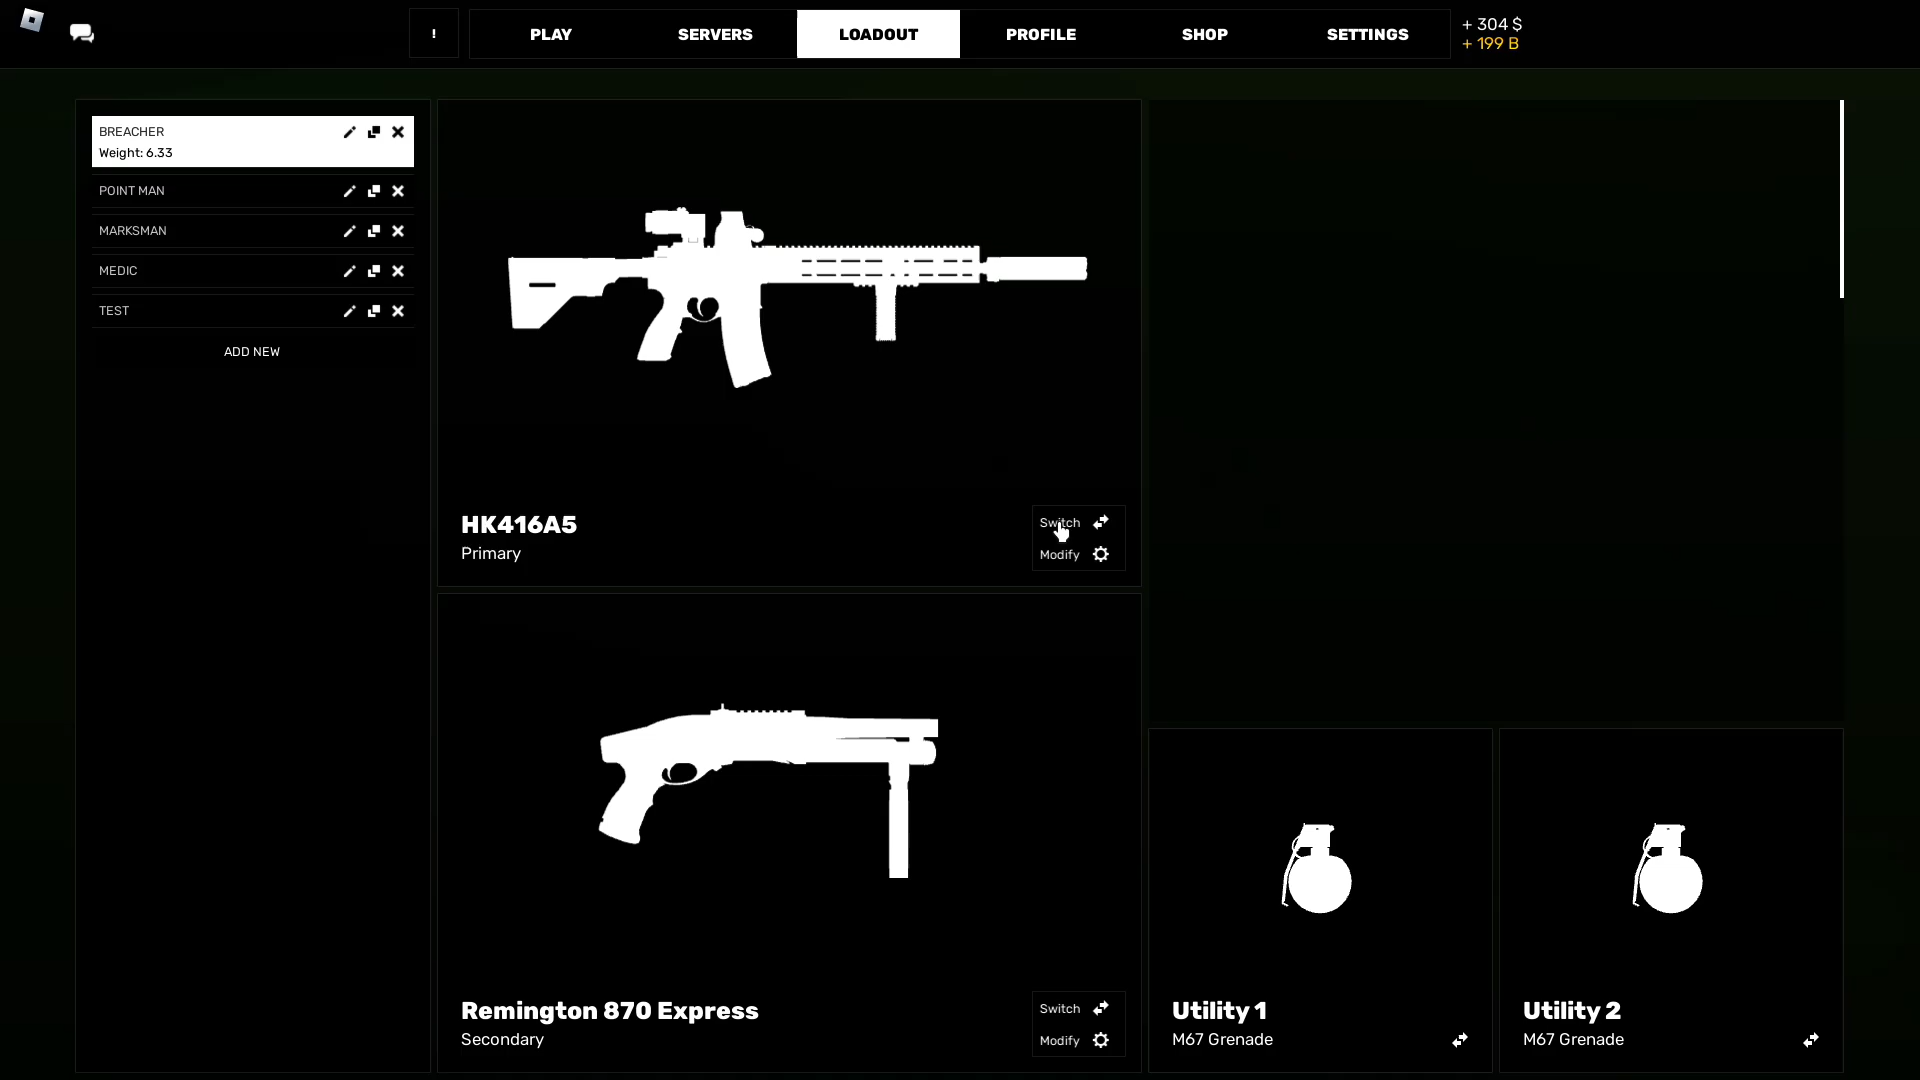 !
PLAY
SERVERS
LOADOUT
PROFILE
SHOP
SETTINGS
+ 304 $
+ 199 B
BREACHER
Weight: 6.33
POINT MAN
MARKSMAN
MEDIC
TEST
ADD NEW
HK416A5
Primary
Switch
Modify
Remington 870 Express
Secondary
Switch
Modify
Utility 1
M67 Grenade
Utility 2
M67 Grenade